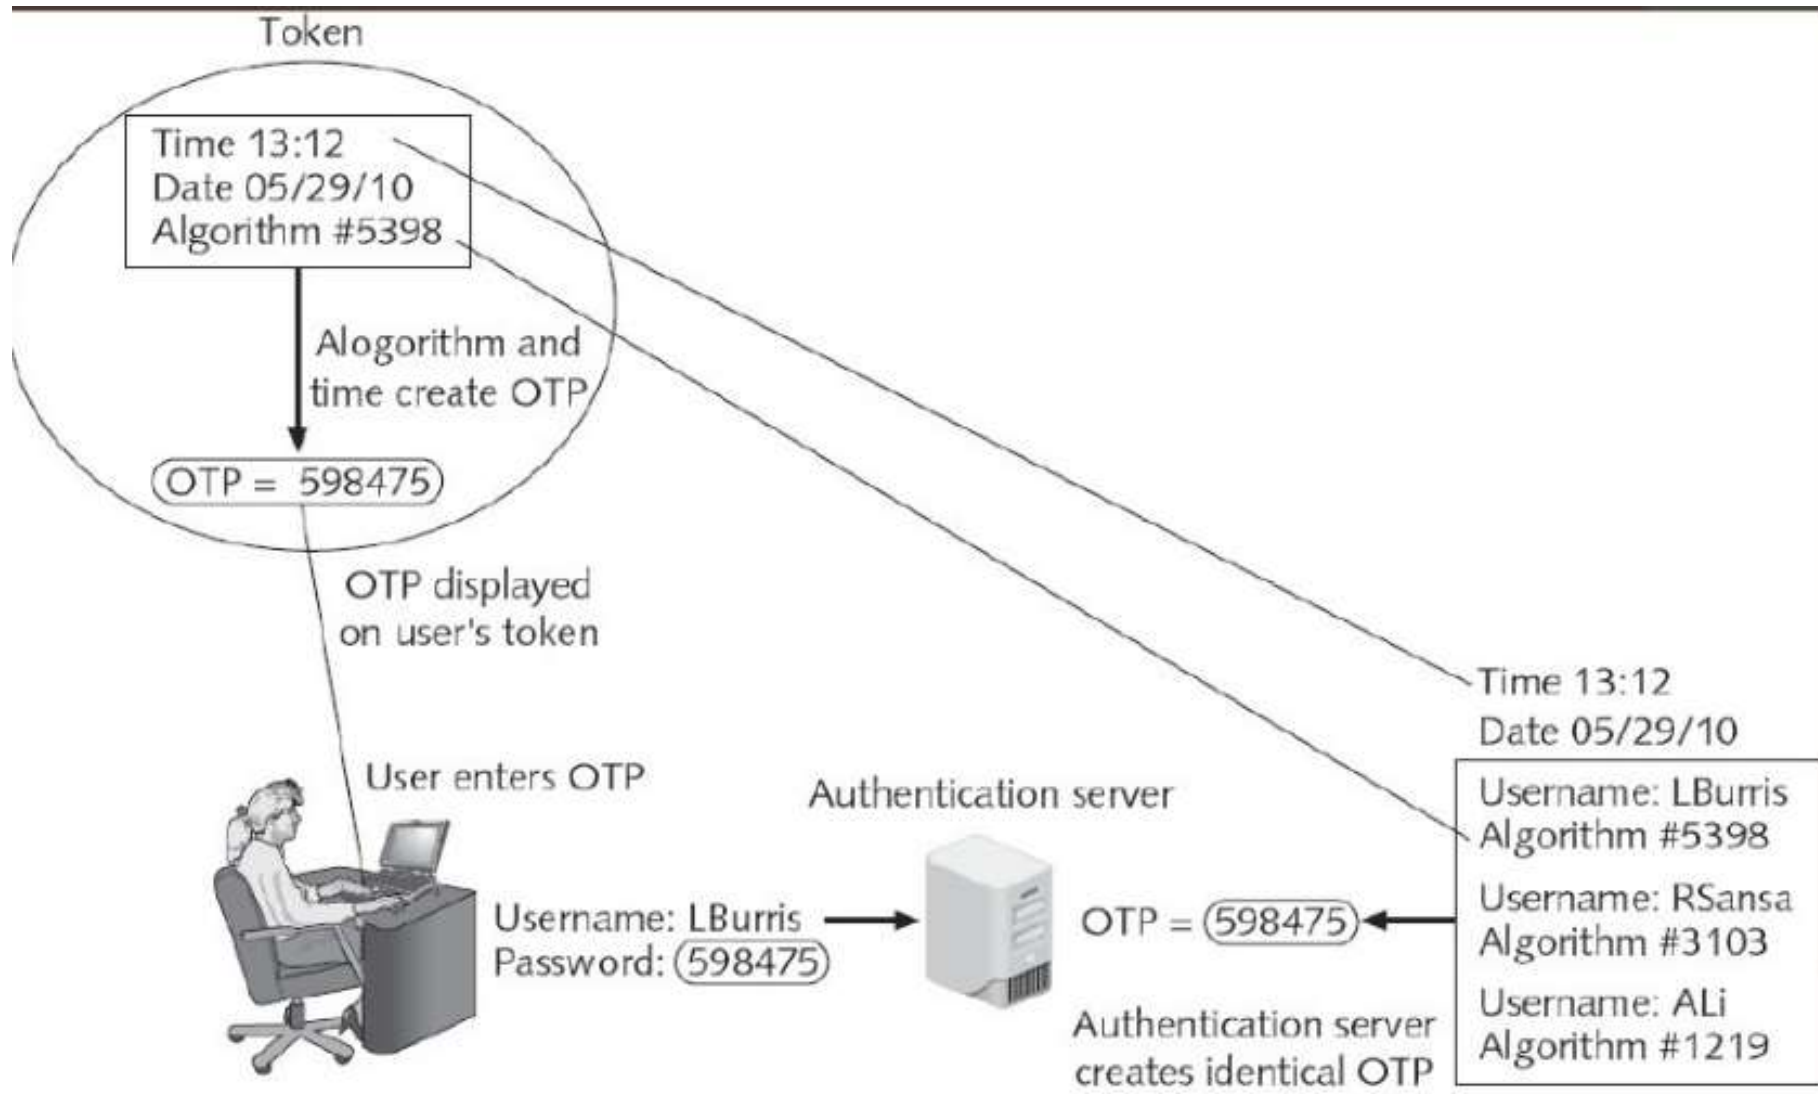 Token
Time 13:12
Date 05/29/10
Algorithm #5398
Alogorithm and
time create OTP
OTP = 598475
OTP displayed
on user's token
User enters OTP
Username: LBurris
Password: 598475
Authentication server
OTP = 598475
Authentication server
creates identical OTP
Time 13:12
Date 05/29/10
Username: LBurris
Algorithm #5398
Username: RSansa
Algorithm #3103
Username: ALi
Algorithm #1219